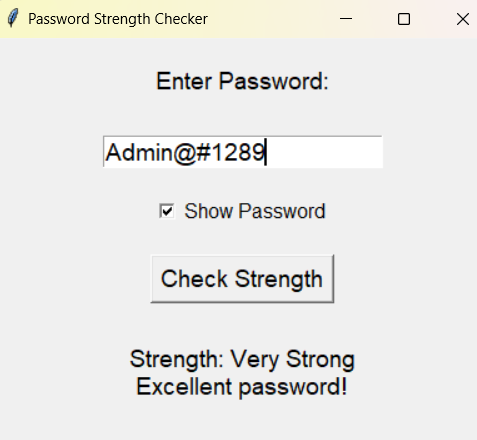 Password Strength Checker
Enter Password:
Admin@#1289
Show Password
Check Strength
Strength: Very Strong
Excellent password!